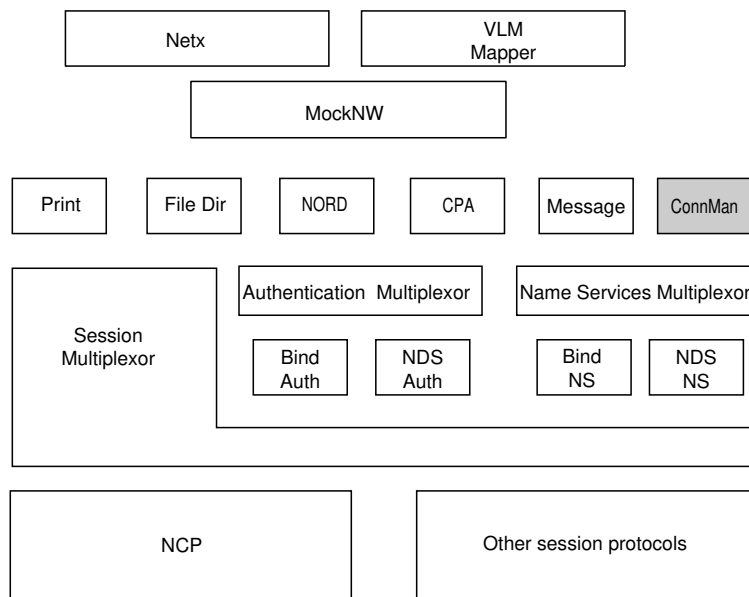 Netx
VLM
Mapper
MockNW
Print
File Dir
NORD
CPA
Message
ConnMan
Session
Multiplexor
Authentication Multiplexor
Name Services Multiplexor
Bind
Auth
NDS
Auth
Bind
NS
NDS
NS
NCP
Other session protocols